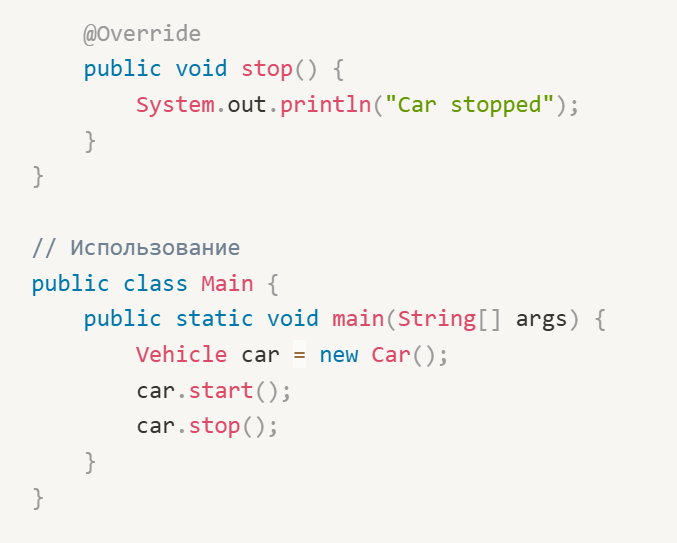 @Override
public void stop() {
System.out.println("Car stopped");
}
}
// Использование
public class Main {
public static void main(String[] args) {
Vehicle car = new Car();
car.start();
car.stop();
}
}